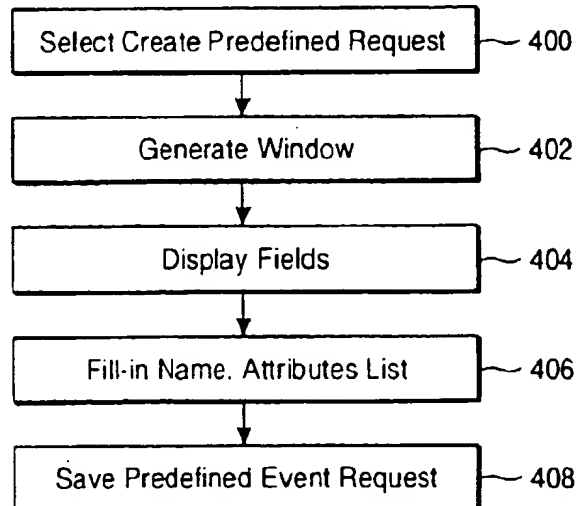 Select Create Predefined Request 400
Generate Window 402
Display Fields 404
Fill-in Name. Attributes List 406
Save Predefined Event Request 408